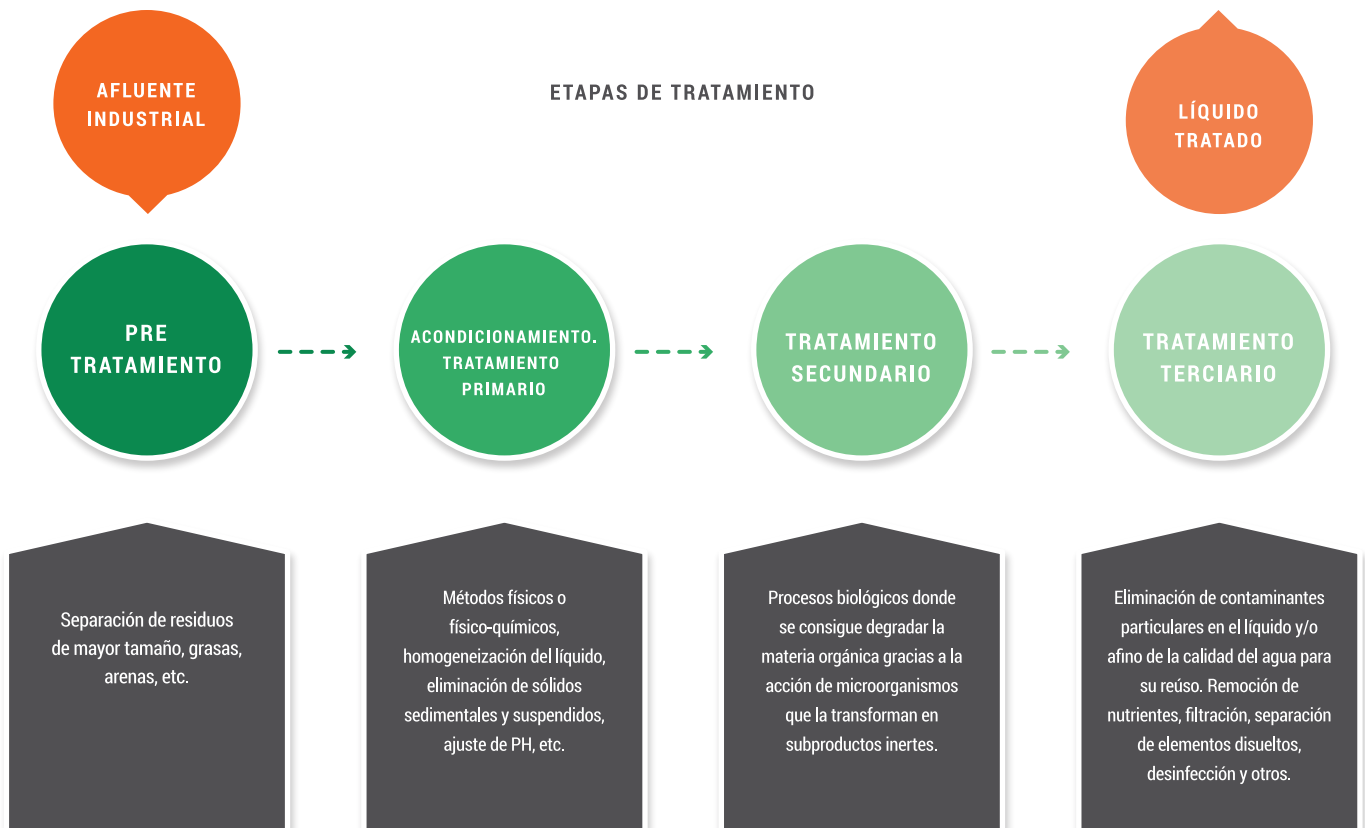 AFLUENTE
INDUSTRIAL
ETAPAS DE TRATAMIENTO
LÍQUIDO
TRATADO
PRE
TRATAMIENTO
ACONDICIONAMIENTO.
TRATAMIENTO
PRIMARIO
TRATAMIENTO
SECUNDARIO
TRATAMIENTO
TERCIARIO
Separación de residuos
de mayor tamaño, grasas,
arenas, etc.
Métodos físicos o
físico-químicos,
homogeneización del líquido,
eliminación de sólidos
sedimentales y suspendidos,
ajuste de PH, etc.
Procesos biológicos donde
se consigue degradar la
materia orgánica gracias a la
acción de microorganismos
que la transforman en
subproductos inertes.
Eliminación de contaminantes
particulares en el líquido y/o
afino de la calidad del agua para
su reúso. Remoción de
nutrientes, filtración, separación
de elementos disueltos,
desinfección y otros.